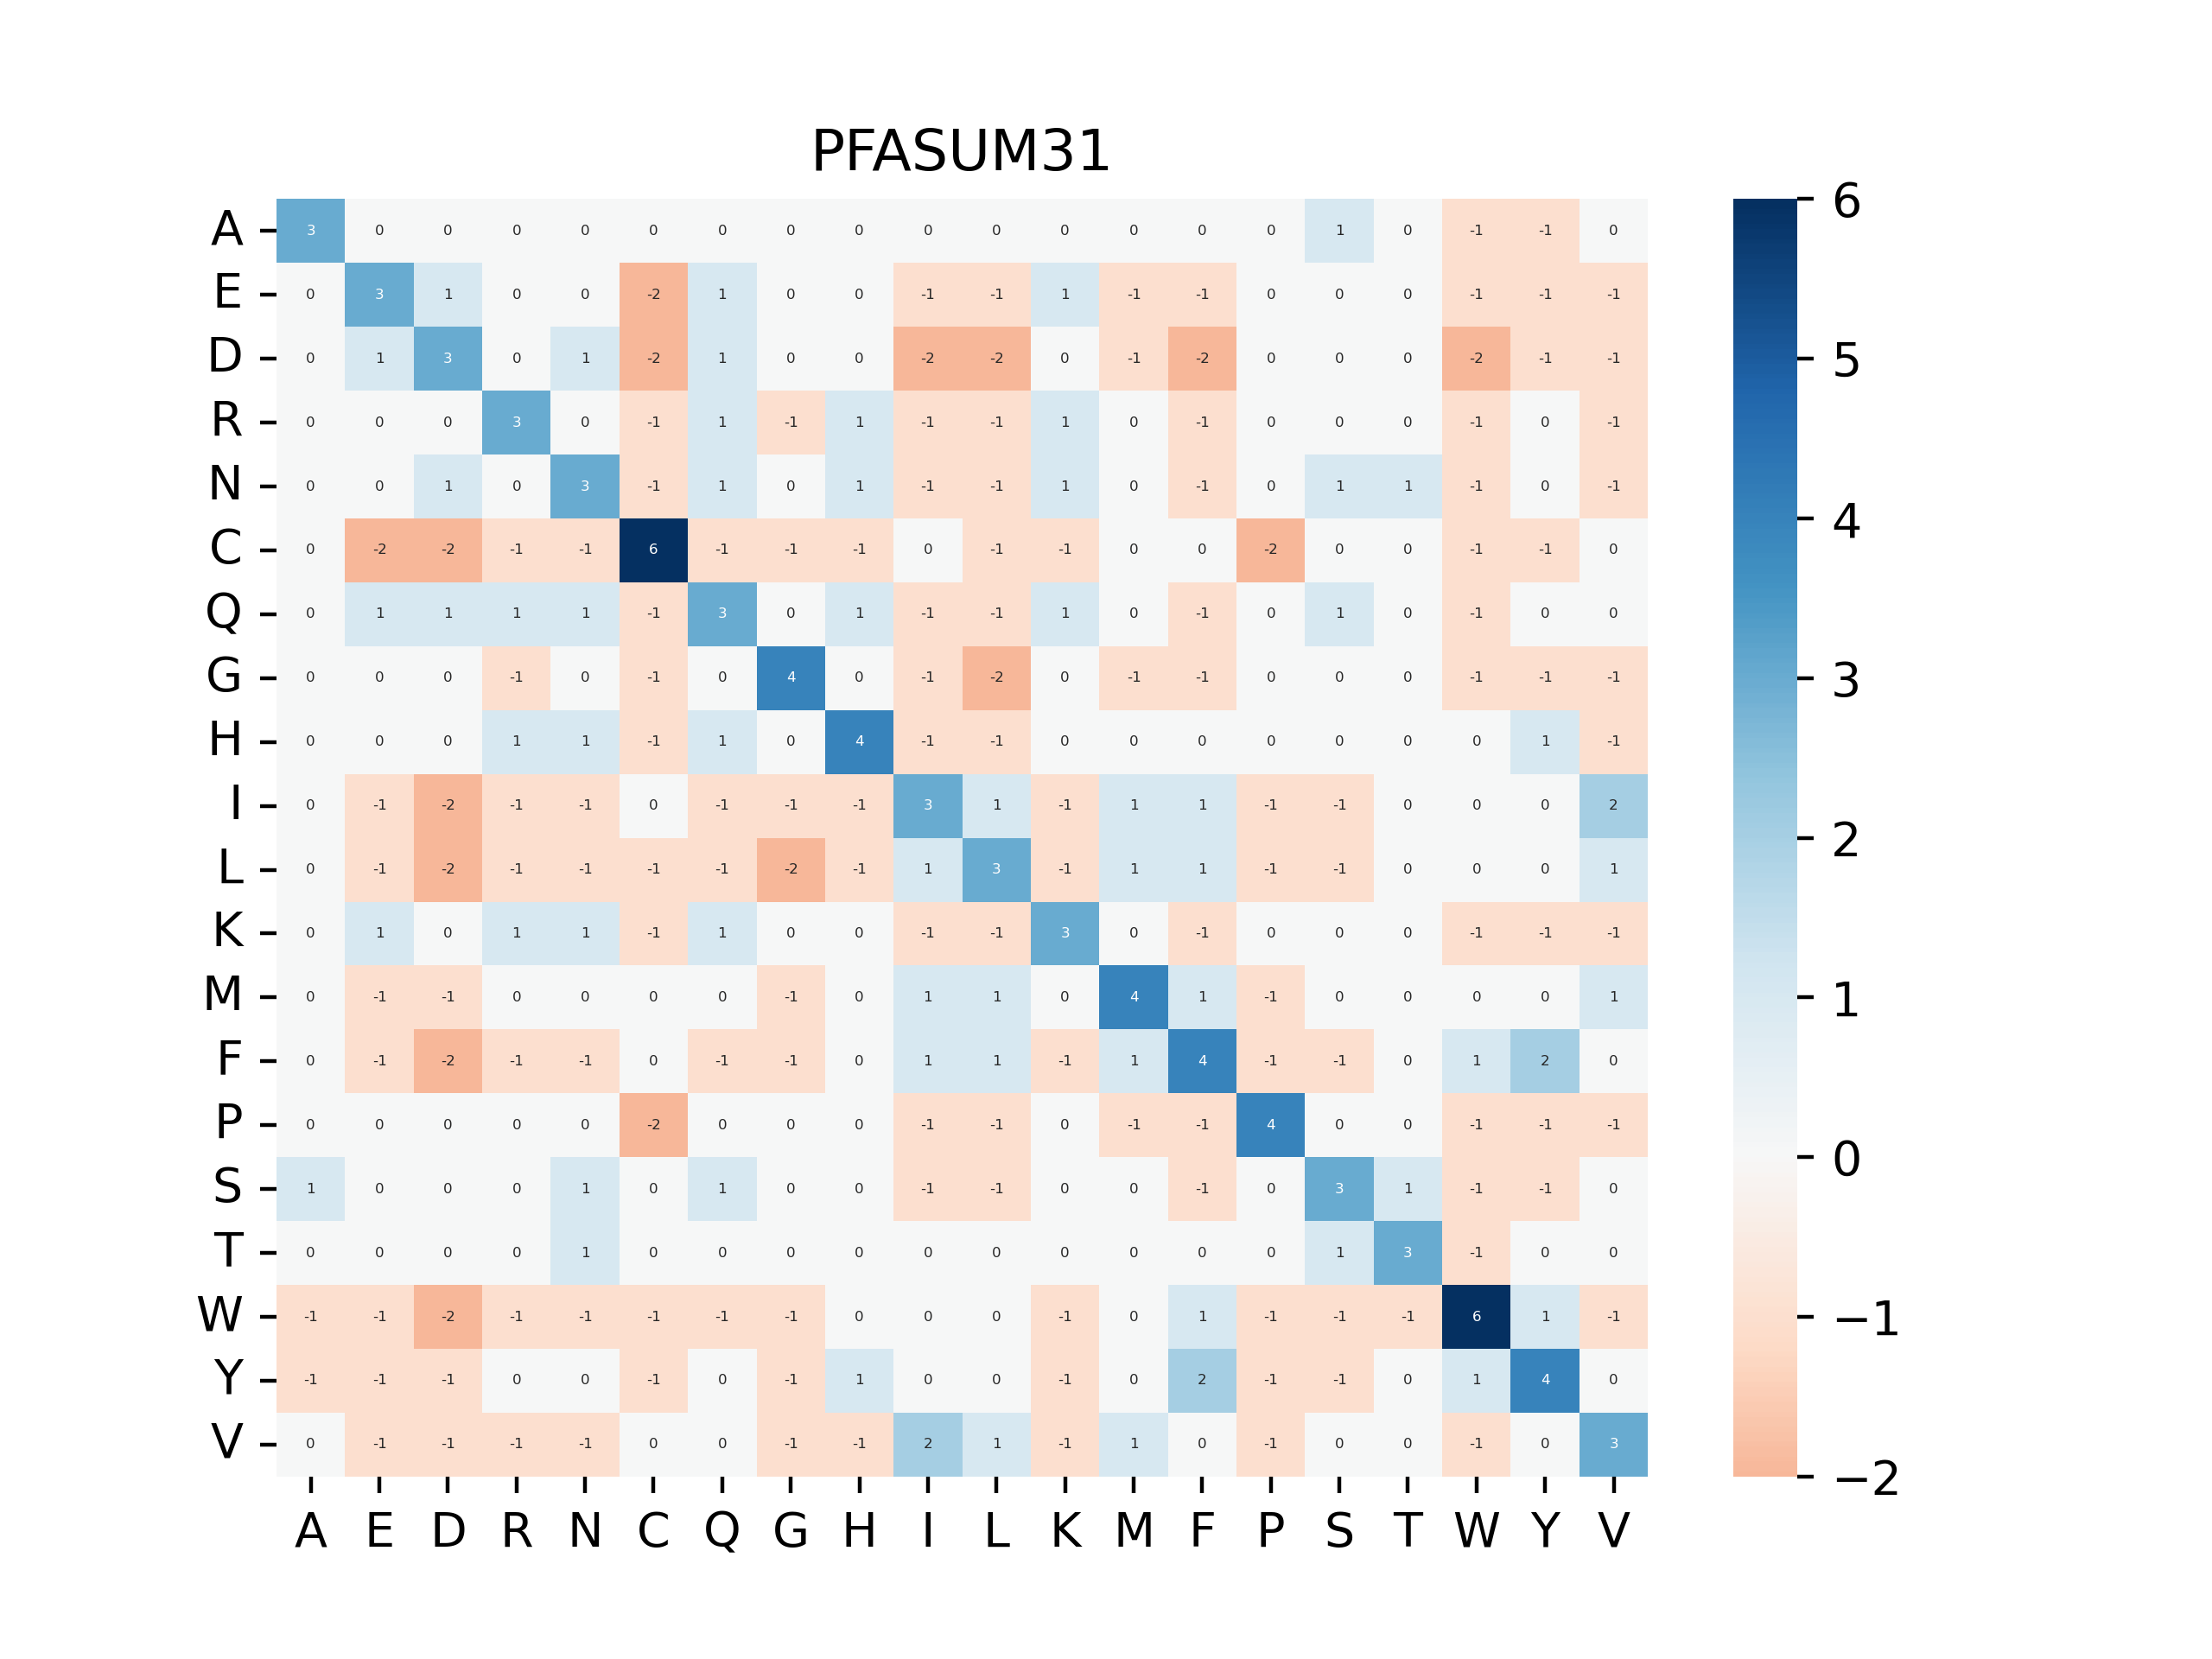 PFASUM31
A 3 0 0 0 0 0 0 0 0 0 0 0 0 0 0 1 0 -1 -1 0
E 0 3 1 0 0 -2 1 0 0 -1 -1 1 -1 -1 0 0 0 -1 -1 -1
D 0 1 3 0 1 -2 1 0 0 -2 -2 0 -1 -2 0 0 0 -2 -1 -1
R 0 0 0 3 0 -1 1 -1 1 -1 -1 1 0 -1 0 0 0 -1 0 -1
N 0 0 1 0 3 -1 1 0 1 -1 -1 1 0 -1 0 1 1 -1 0 -1
C 0 -2 -2 -1 -1 6 -1 -1 -1 0 -1 -1 0 0 -2 0 0 -1 -1 0
Q 0 1 1 1 1 -1 3 0 1 -1 -1 1 0 -1 0 1 0 -1 0 0
G 0 0 0 -1 0 -1 0 4 0 -1 -2 0 -1 -1 0 0 0 -1 -1 -1
H 0 0 0 1 1 -1 1 0 4 -1 -1 0 0 0 0 0 0 0 1 -1
I 0 -1 -2 -1 -1 0 -1 -1 -1 3 1 -1 1 1 -1 -1 0 0 0 2
L 0 -1 -2 -1 -1 -1 -1 -2 -1 1 3 -1 1 1 -1 -1 0 0 0 1
K 0 1 0 1 1 -1 1 0 0 -1 -1 3 0 -1 0 0 0 -1 -1 -1
M 0 -1 -1 0 0 0 0 -1 0 1 1 0 4 1 -1 0 0 0 0 1
F 0 -1 -2 -1 -1 0 -1 -1 0 1 1 -1 1 4 -1 -1 0 1 2 0
P 0 0 0 0 0 -2 0 0 0 -1 -1 0 -1 -1 4 0 0 -1 -1 -1
S 1 0 0 0 1 0 1 0 0 -1 -1 0 0 -1 0 3 1 -1 -1 0
T 0 0 0 0 1 0 0 0 0 0 0 0 0 0 0 1 3 -1 0 0
W -1 -1 -2 -1 -1 -1 -1 -1 0 0 0 -1 0 1 -1 -1 -1 6 1 -1
Y -1 -1 -1 0 0 -1 0 -1 1 0 0 -1 0 2 -1 -1 0 1 4 0
V 0 -1 -1 -1 -1 0 0 -1 -1 2 1 -1 1 0 -1 0 0 -1 0 3
A E D R N C Q G H I L K M F P S T W Y V
6
5
4
3
2
1
0
−1
−2